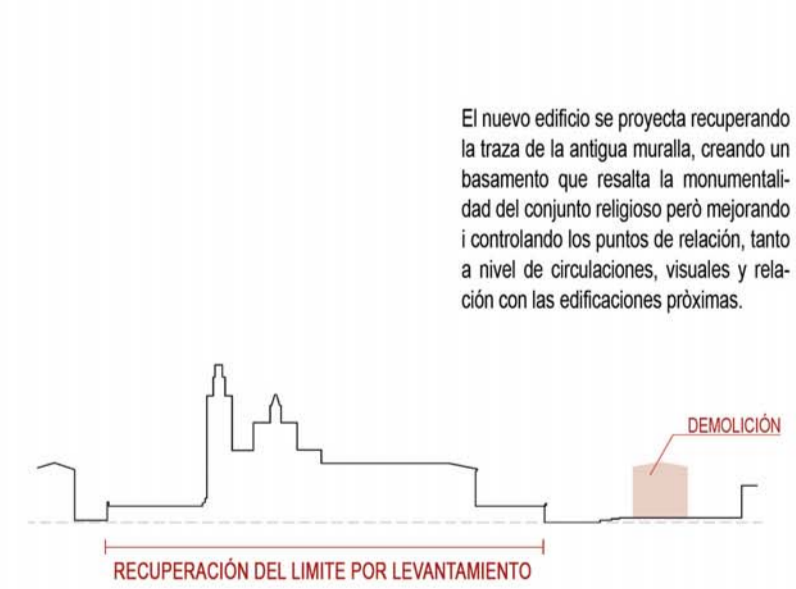 El nuevo edificio se proyecta recuperando
la traza de la antigua muralla, creando un
basamento que resalta la monumentali-
dad del conjunto religioso però mejorando
i controlando los puntos de relación, tanto
a nivel de circulaciones, visuales y rela-
ción con las edificaciones pròximas.
DEMOLICIÓN
RECUPERACIÓN DEL LIMITE POR LEVANTAMIENTO